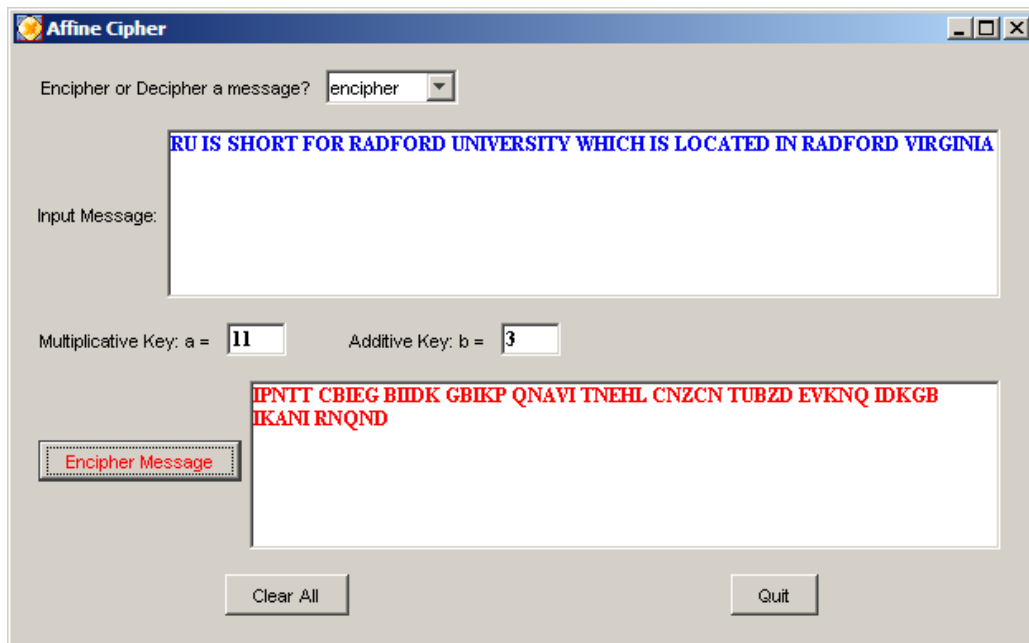 Affine Cipher
Encipher or Decipher a message? encipher
RU IS SHORT FOR RADFORD UNIVERSITY WHICH IS LOCATED IN RADFORD VIRGINIA
Input Message:
Multiplicative Key: a = 11 Additive Key: b = 3
IPNTT CBIEG BIIDK GBIKP QNAVI TNEHL CNZCN TUBZD EVKNQ IDKGB
IKANI RNQND
Encipher Message
Clear All Quit